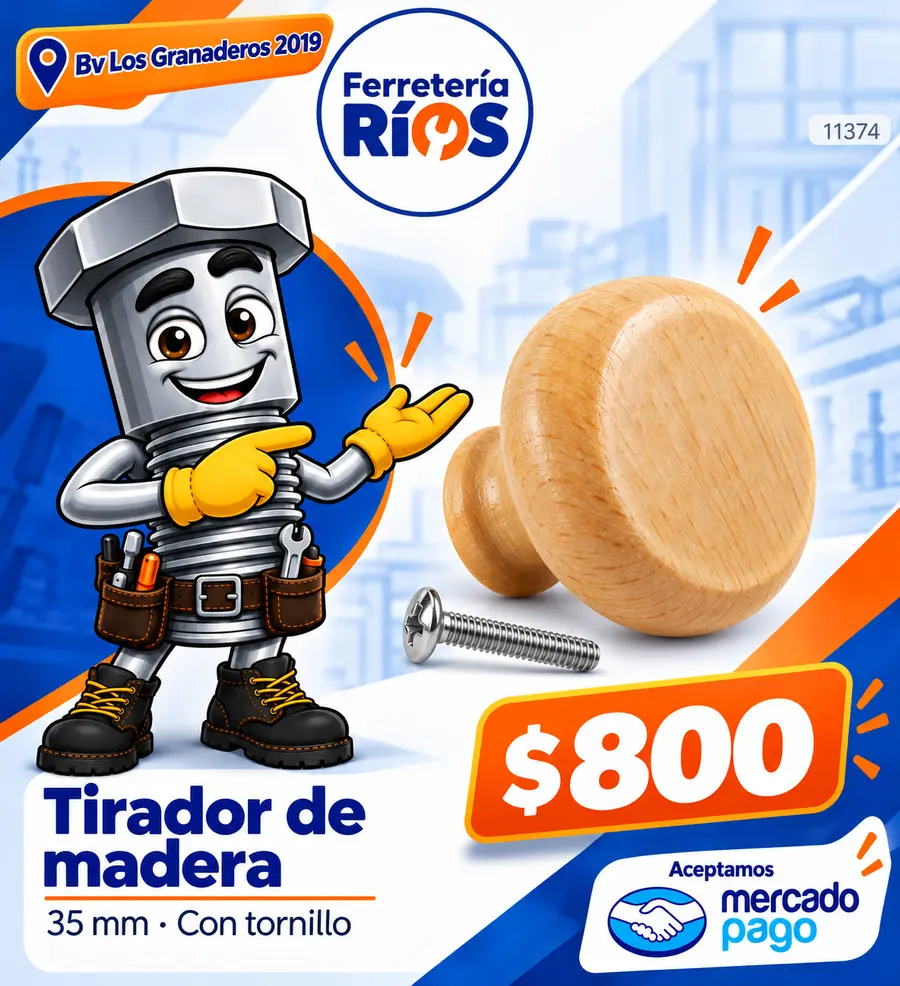 Bv Los Granaderos 2019
Ferretería
RÍOS
11374
$800
Tirador de
madera
35 mm · Con tornillo
Aceptamos
mercado
pago